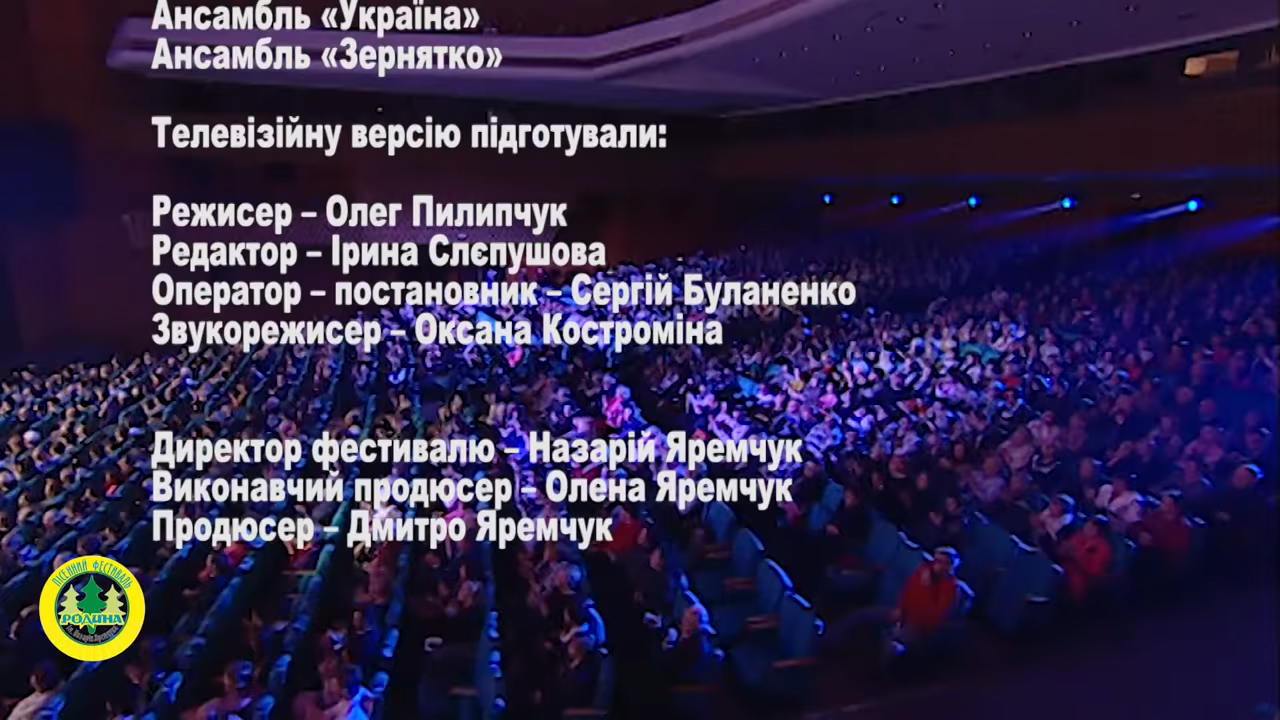 Ансамбль «Україна»
Ансамбль «Зернятко»
Телевізійну версію підготували:
Режисер – Олег Пилипчук
Редактор – Ірина Слєпушова
Оператор – постановник – Сергій Буланенко
Звукорежисер – Оксана Костроміна
Директор фестивалю – Назарій Яремчук
Виконавчий продюсер – Олена Яремчук
Продюсер – Дмитро Яремчук
ПІСЕННИЙ ФЕСТИВАЛЬ
РОДИНА